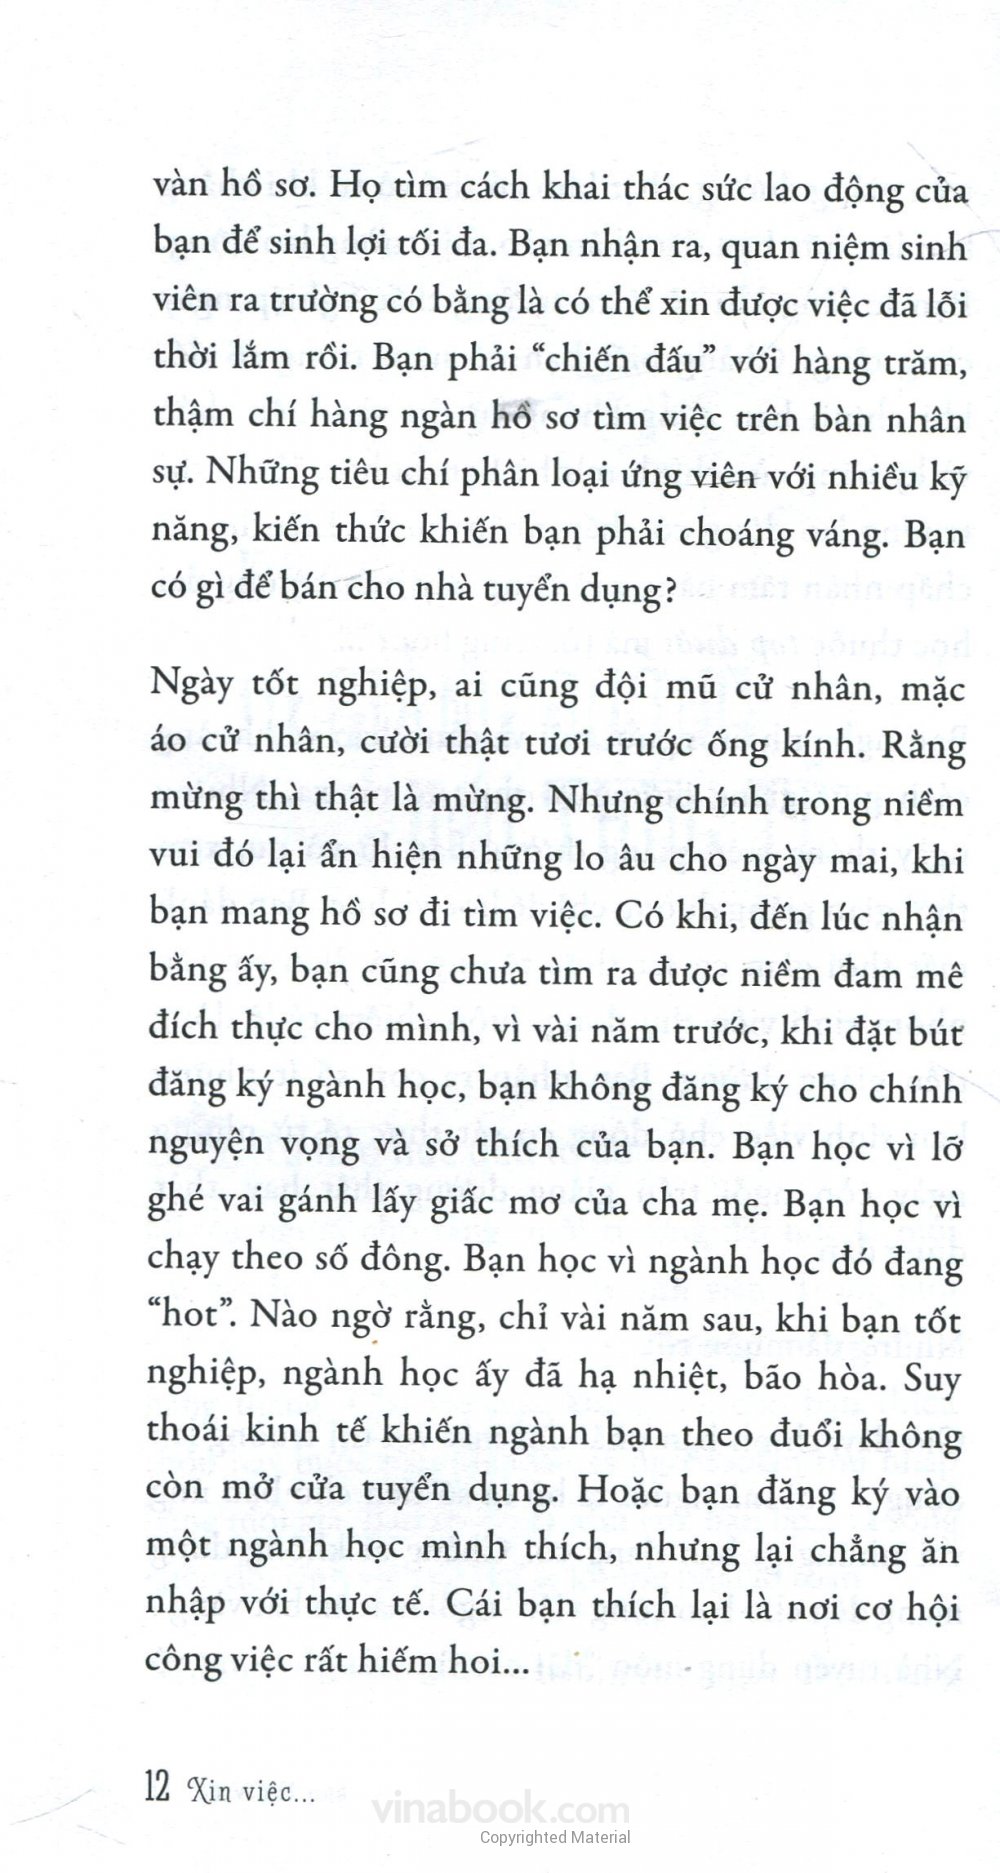 vàn hồ sơ. Họ tìm cách khai thác sức lao động của
bạn để sinh lợi tối đa. Bạn nhận ra, quan niệm sinh
viên ra trường có bằng là có thể xin được việc đã lỗi
thời lắm rồi. Bạn phải “chiến đấu” với hàng trăm,
thậm chí hàng ngàn hồ sơ tìm việc trên bàn nhân
sự. Những tiêu chí phân loại ứng viên với nhiều kỹ
năng, kiến thức khiến bạn phải choáng váng. Bạn
có gì để bán cho nhà tuyển dụng?
Ngày tốt nghiệp, ai cũng đội mũ cử nhân, mặc
áo cử nhân, cười thật tươi trước ống kính. Rằng
mừng thì thật là mừng. Nhưng chính trong niềm
vui đó lại ẩn hiện những lo âu cho ngày mai, khi
bạn mang hồ sơ đi tìm việc. Có khi, đến lúc nhận
bằng ấy, bạn cũng chưa tìm ra được niềm đam mê
đích thực cho mình, vì vài năm trước, khi đặt bút
đăng ký ngành học, bạn không đăng ký cho chính
nguyện vọng và sở thích của bạn. Bạn học vì lỡ
ghé vai gánh lấy giấc mơ của cha mẹ. Bạn học vì
chạy theo số đông. Bạn học vì ngành học đó đang
“hot”. Nào ngờ rằng, chỉ vài năm sau, khi bạn tốt
nghiệp, ngành học ấy đã hạ nhiệt, bão hòa. Suy
thoái kinh tế khiến ngành bạn theo đuổi không
còn mở cửa tuyển dụng. Hoặc bạn đăng ký vào
một ngành học mình thích, nhưng lại chẳng ăn
nhập với thực tế. Cái bạn thích lại là nơi cơ hội
công việc rất hiếm hoi...
12 Xin việc...
vinabook.com
Copyrighted Material